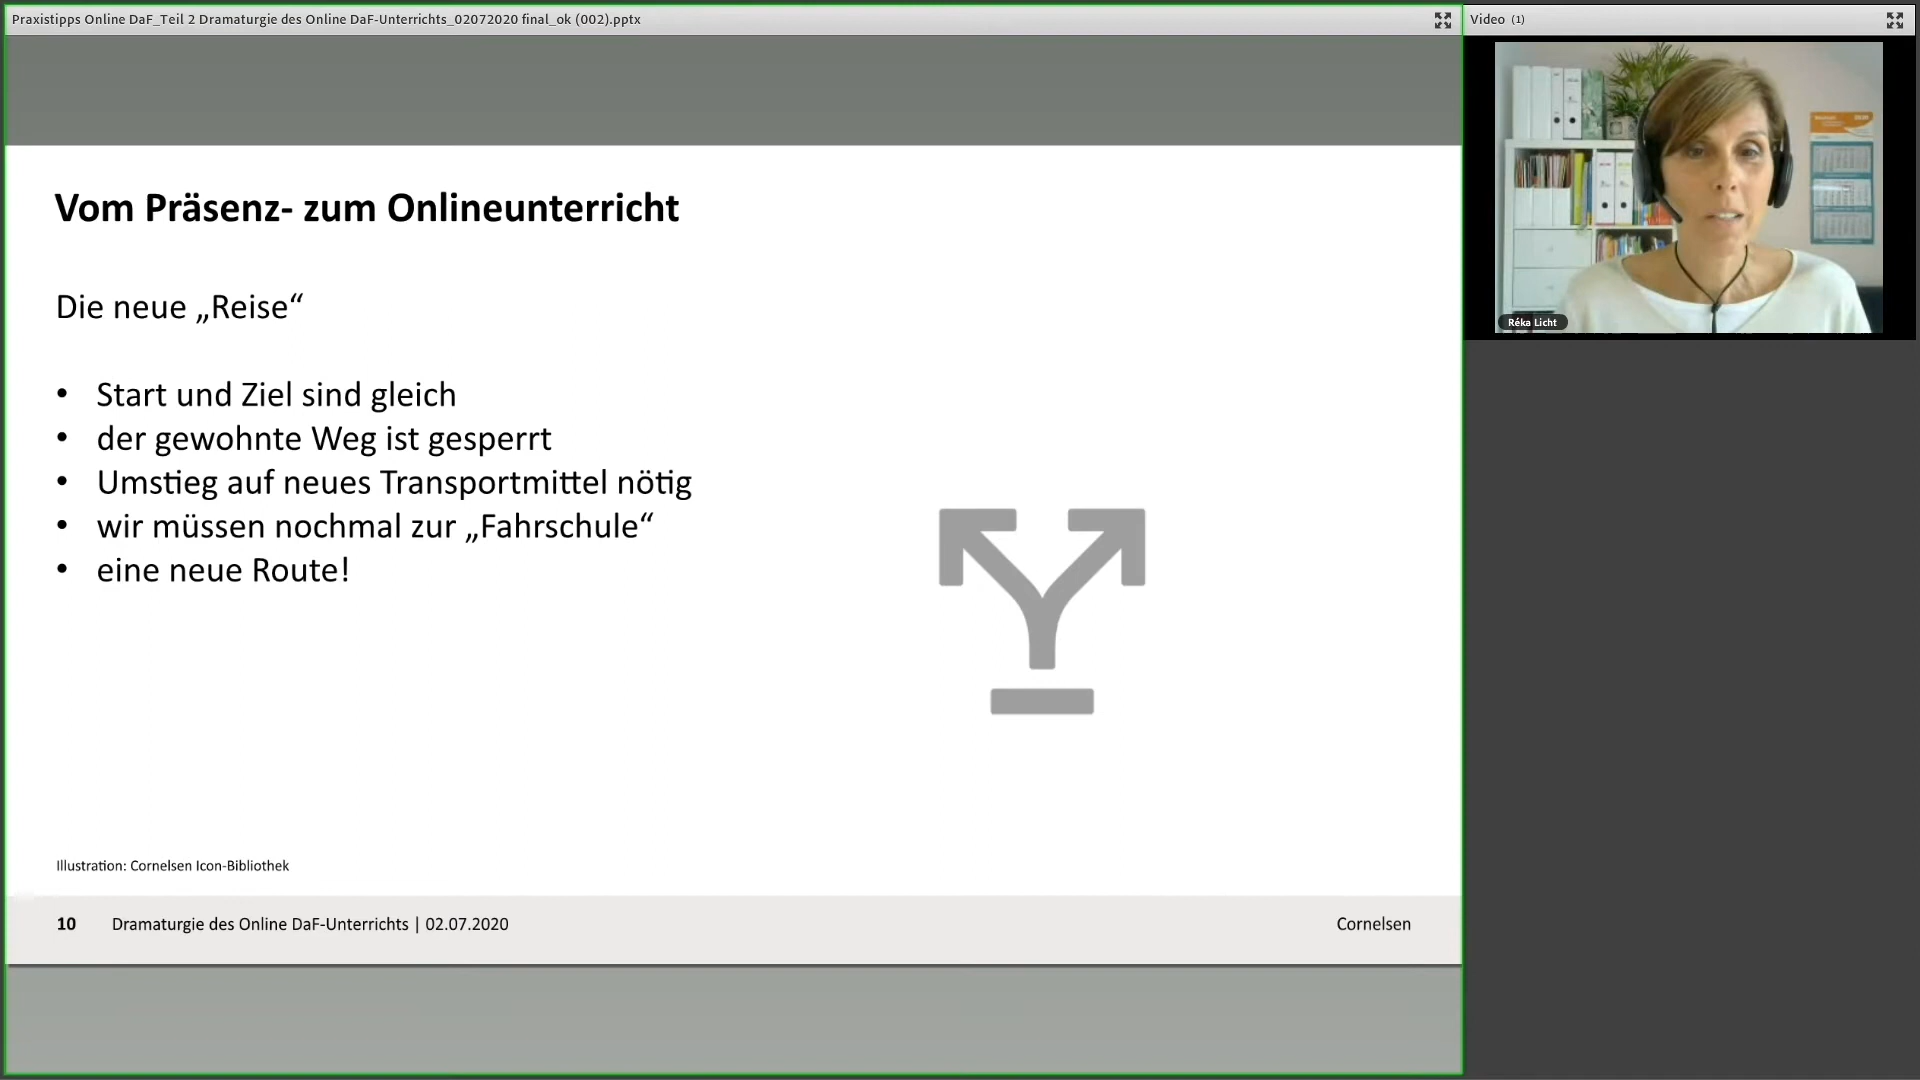 Praxistipps Online DaF_Teil 2 Dramaturgie des Online DaF-Unterrichts_02072020 final_ok (002).pptx
Video (1)
Réka Licht
Vom Präsenz- zum Onlineunterricht
Die neue „Reise“
• Start und Ziel sind gleich
• der gewohnte Weg ist gesperrt
• Umstieg auf neues Transportmittel nötig
• wir müssen nochmal zur „Fahrschule“
• eine neue Route!
Illustration: Cornelsen Icon-Bibliothek
10 Dramaturgie des Online DaF-Unterrichts | 02.07.2020 Cornelsen